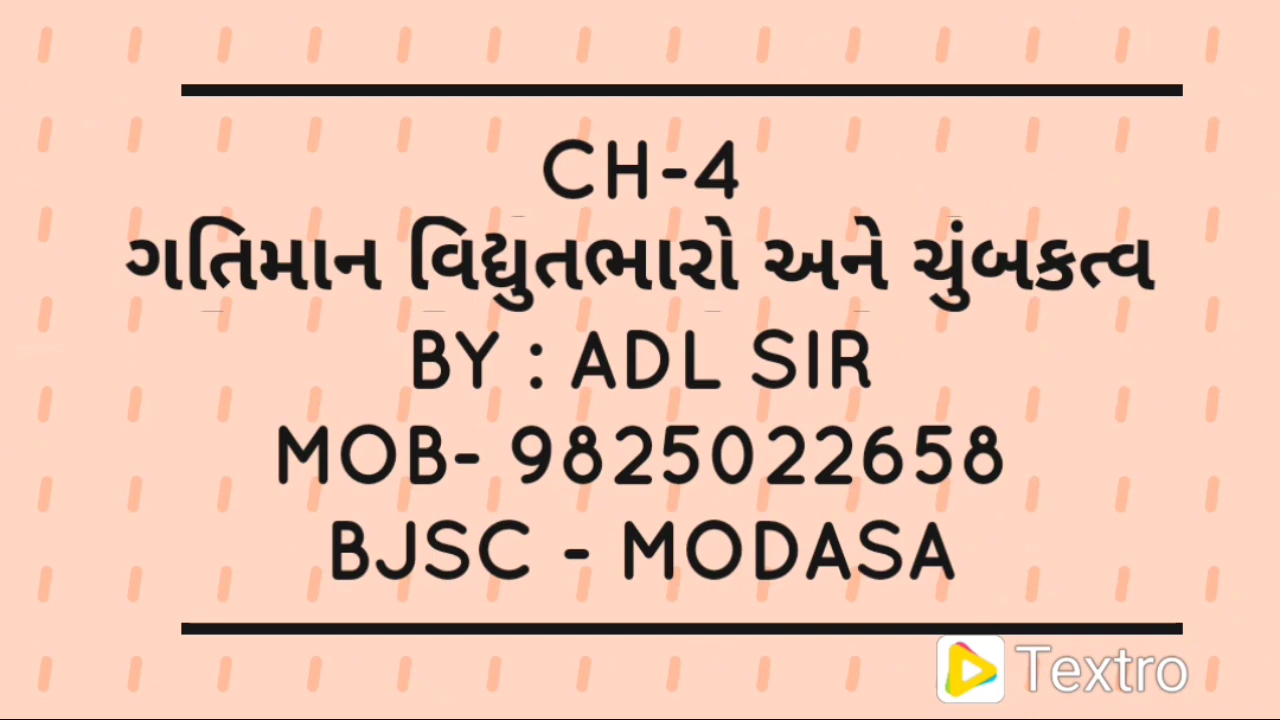 CH-4
ગતિમાન વિદ્યુતભારો અને ચુંબકત્વ
BY : ADL SIR
MOB- 9825022658
BJSC - MODASA
Textro